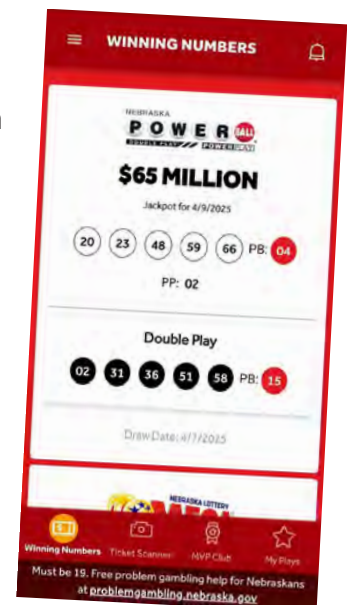 WINNING NUMBERS
NEBRASKA
POWERBALL
DOUBLE PLAY POWERPLAY
$65 MILLION
Jackpot for 4/9/2025
20 23 48 59 66 PB: 04
PP: 02
Double Play
02 31 36 51 58 PB: 15
Draw Date: 4/7/2025
NEBRASKA LOTTERY
Winning Numbers Ticket Scanner MVP Club My Plays
Must be 19. Free problem gambling help for Nebraskans
at problemgambling.nebraska.gov